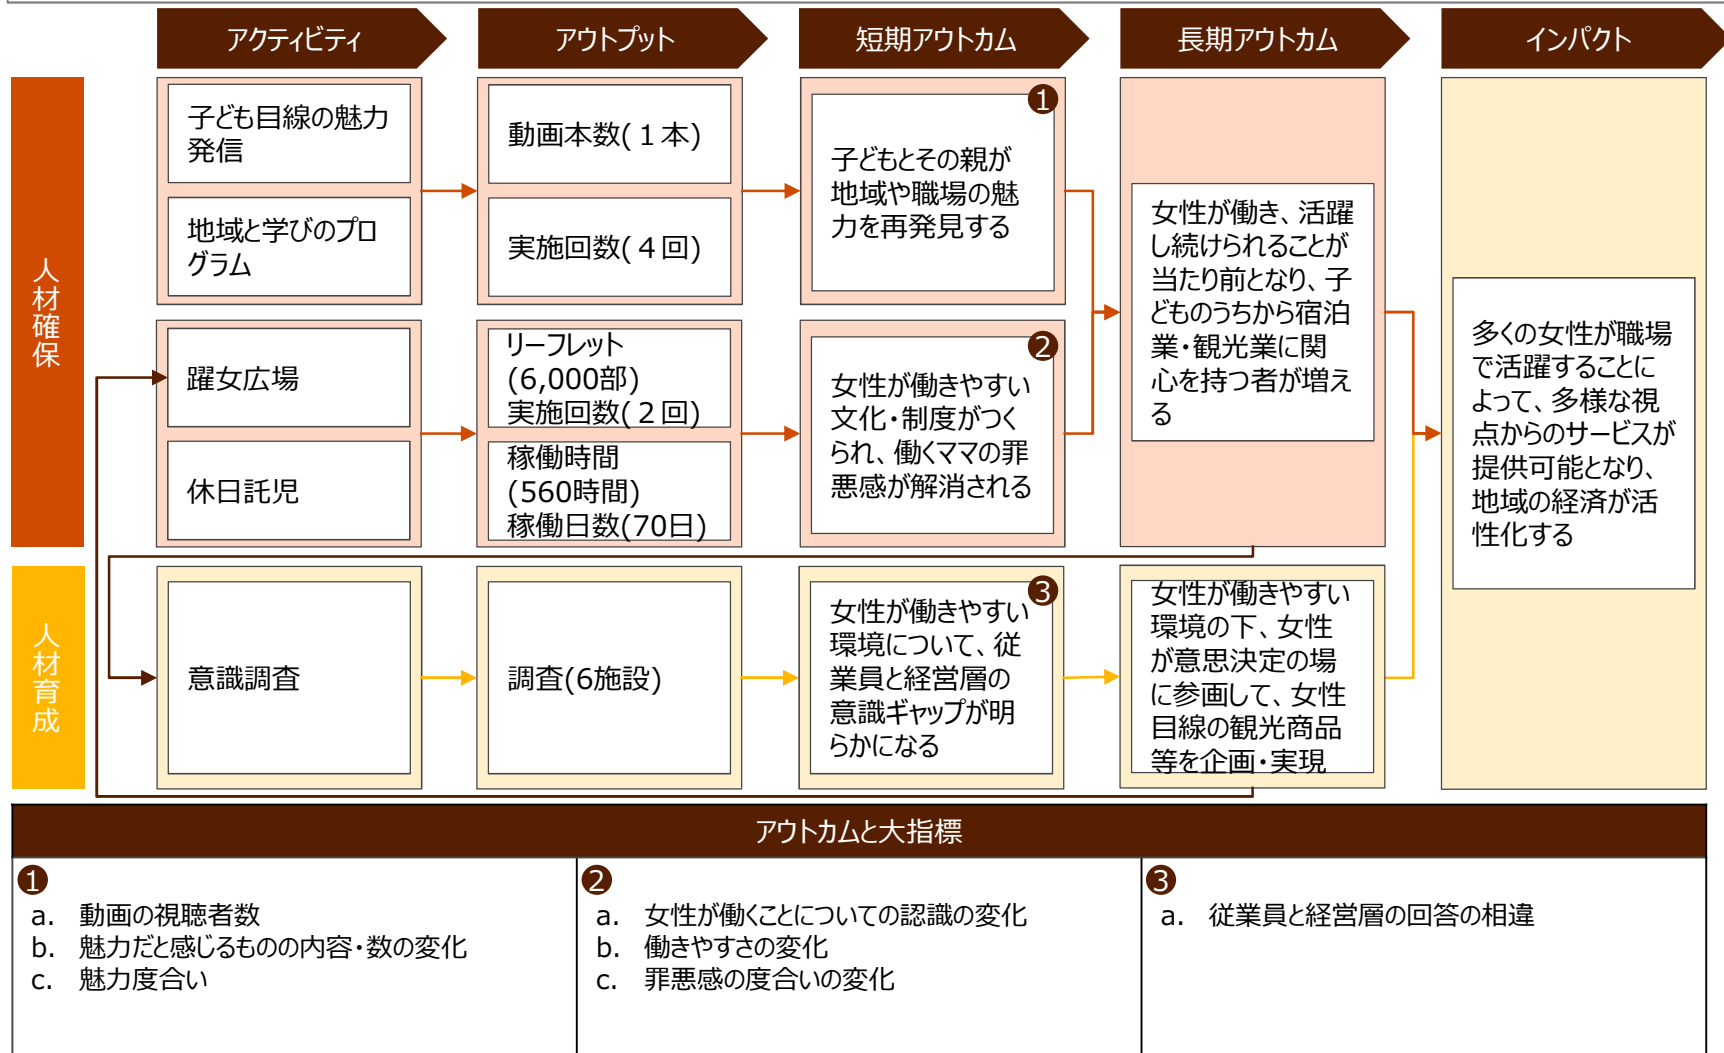 アクティビティ
アウトプット
短期アウトカム
長期アウトカム
インパクト
人材確保
子ども目線の魅力
発信
地域と学びのプロ
グラム
動画本数(１本)
実施回数(４回)
❶
子どもとその親が
地域や職場の魅
力を再発見する
躍女広場
休日託児
リーフレット
(6,000部)
実施回数(２回)
稼働時間
(560時間)
稼働日数(70日)
❷
女性が働きやすい
文化・制度がつく
られ、働くママの罪
悪感が解消される
女性が働き、活躍
し続けられることが
当たり前となり、子
どものうちから宿泊
業・観光業に関
心を持つ者が増え
る
多くの女性が職場
で活躍することに
よって、多様な視
点からのサービスが
提供可能となり、
地域の経済が活
性化する
人材育成
意識調査
調査(6施設)
❸
女性が働きやすい
環境について、従
業員と経営層の
意識ギャップが明
らかになる
女性が働きやすい
環境の下、女性
が意思決定の場
に参画して、女性
目線の観光商品
等を企画・実現
アウトカムと大指標
❶
a. 動画の視聴者数
b. 魅力だと感じるものの内容・数の変化
c. 魅力度合い
❷
a. 女性が働くことについての認識の変化
b. 働きやすさの変化
c. 罪悪感の度合いの変化
❸
a. 従業員と経営層の回答の相違